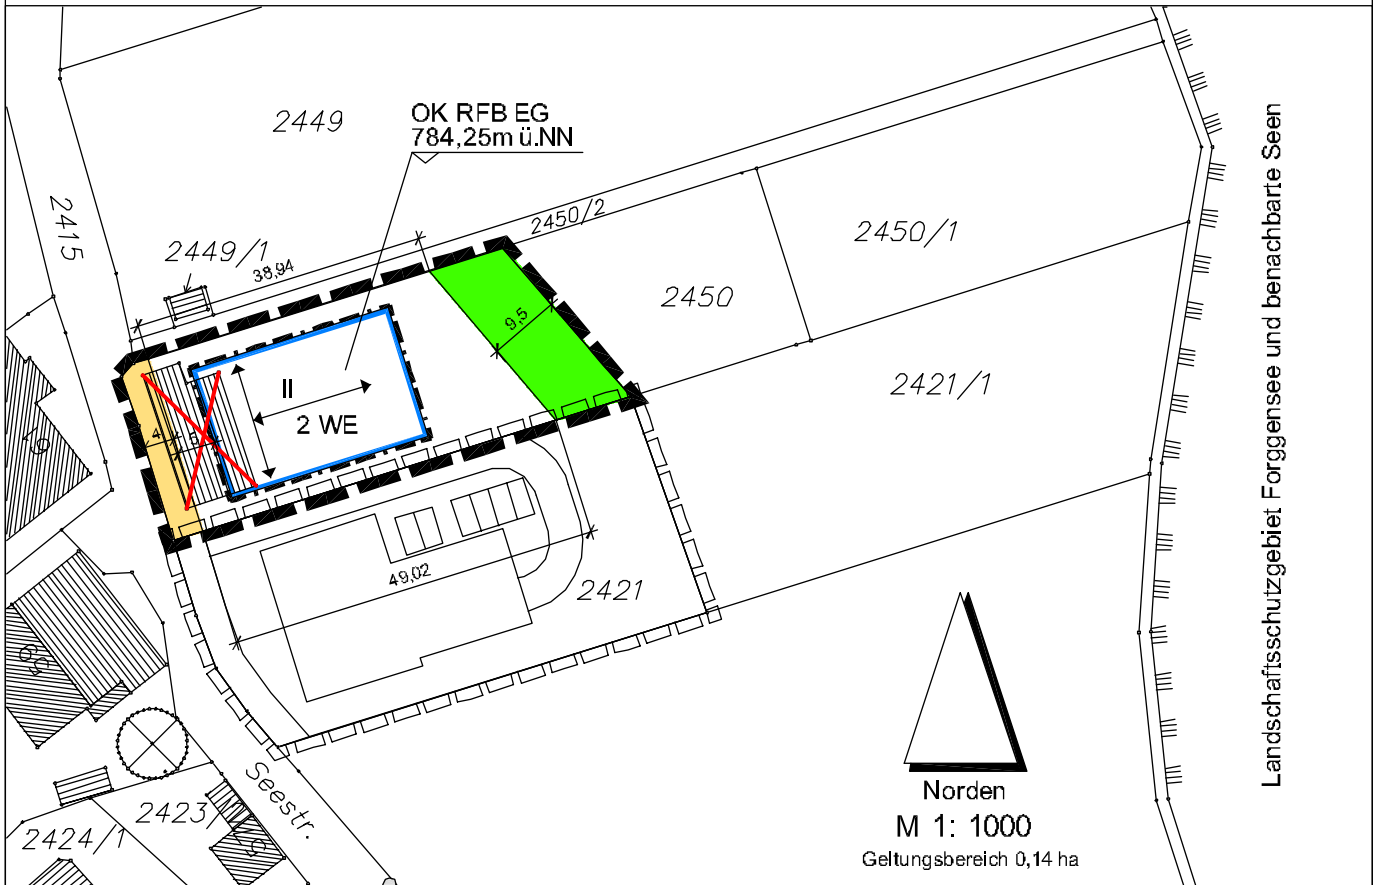 OK RFB EG
784,25m ü.NN
2449
2415
2449/1
38,94
2450/2
2450/1
2450
9,5
2421/1
II
2 WE
4
5
49,02
2421
Seestr.
2423/
2424/1
Norden
M 1: 1000
Geltungsbereich 0,14 ha
Landschaftsschutzgebiet Forggensee und benachbarte Seen